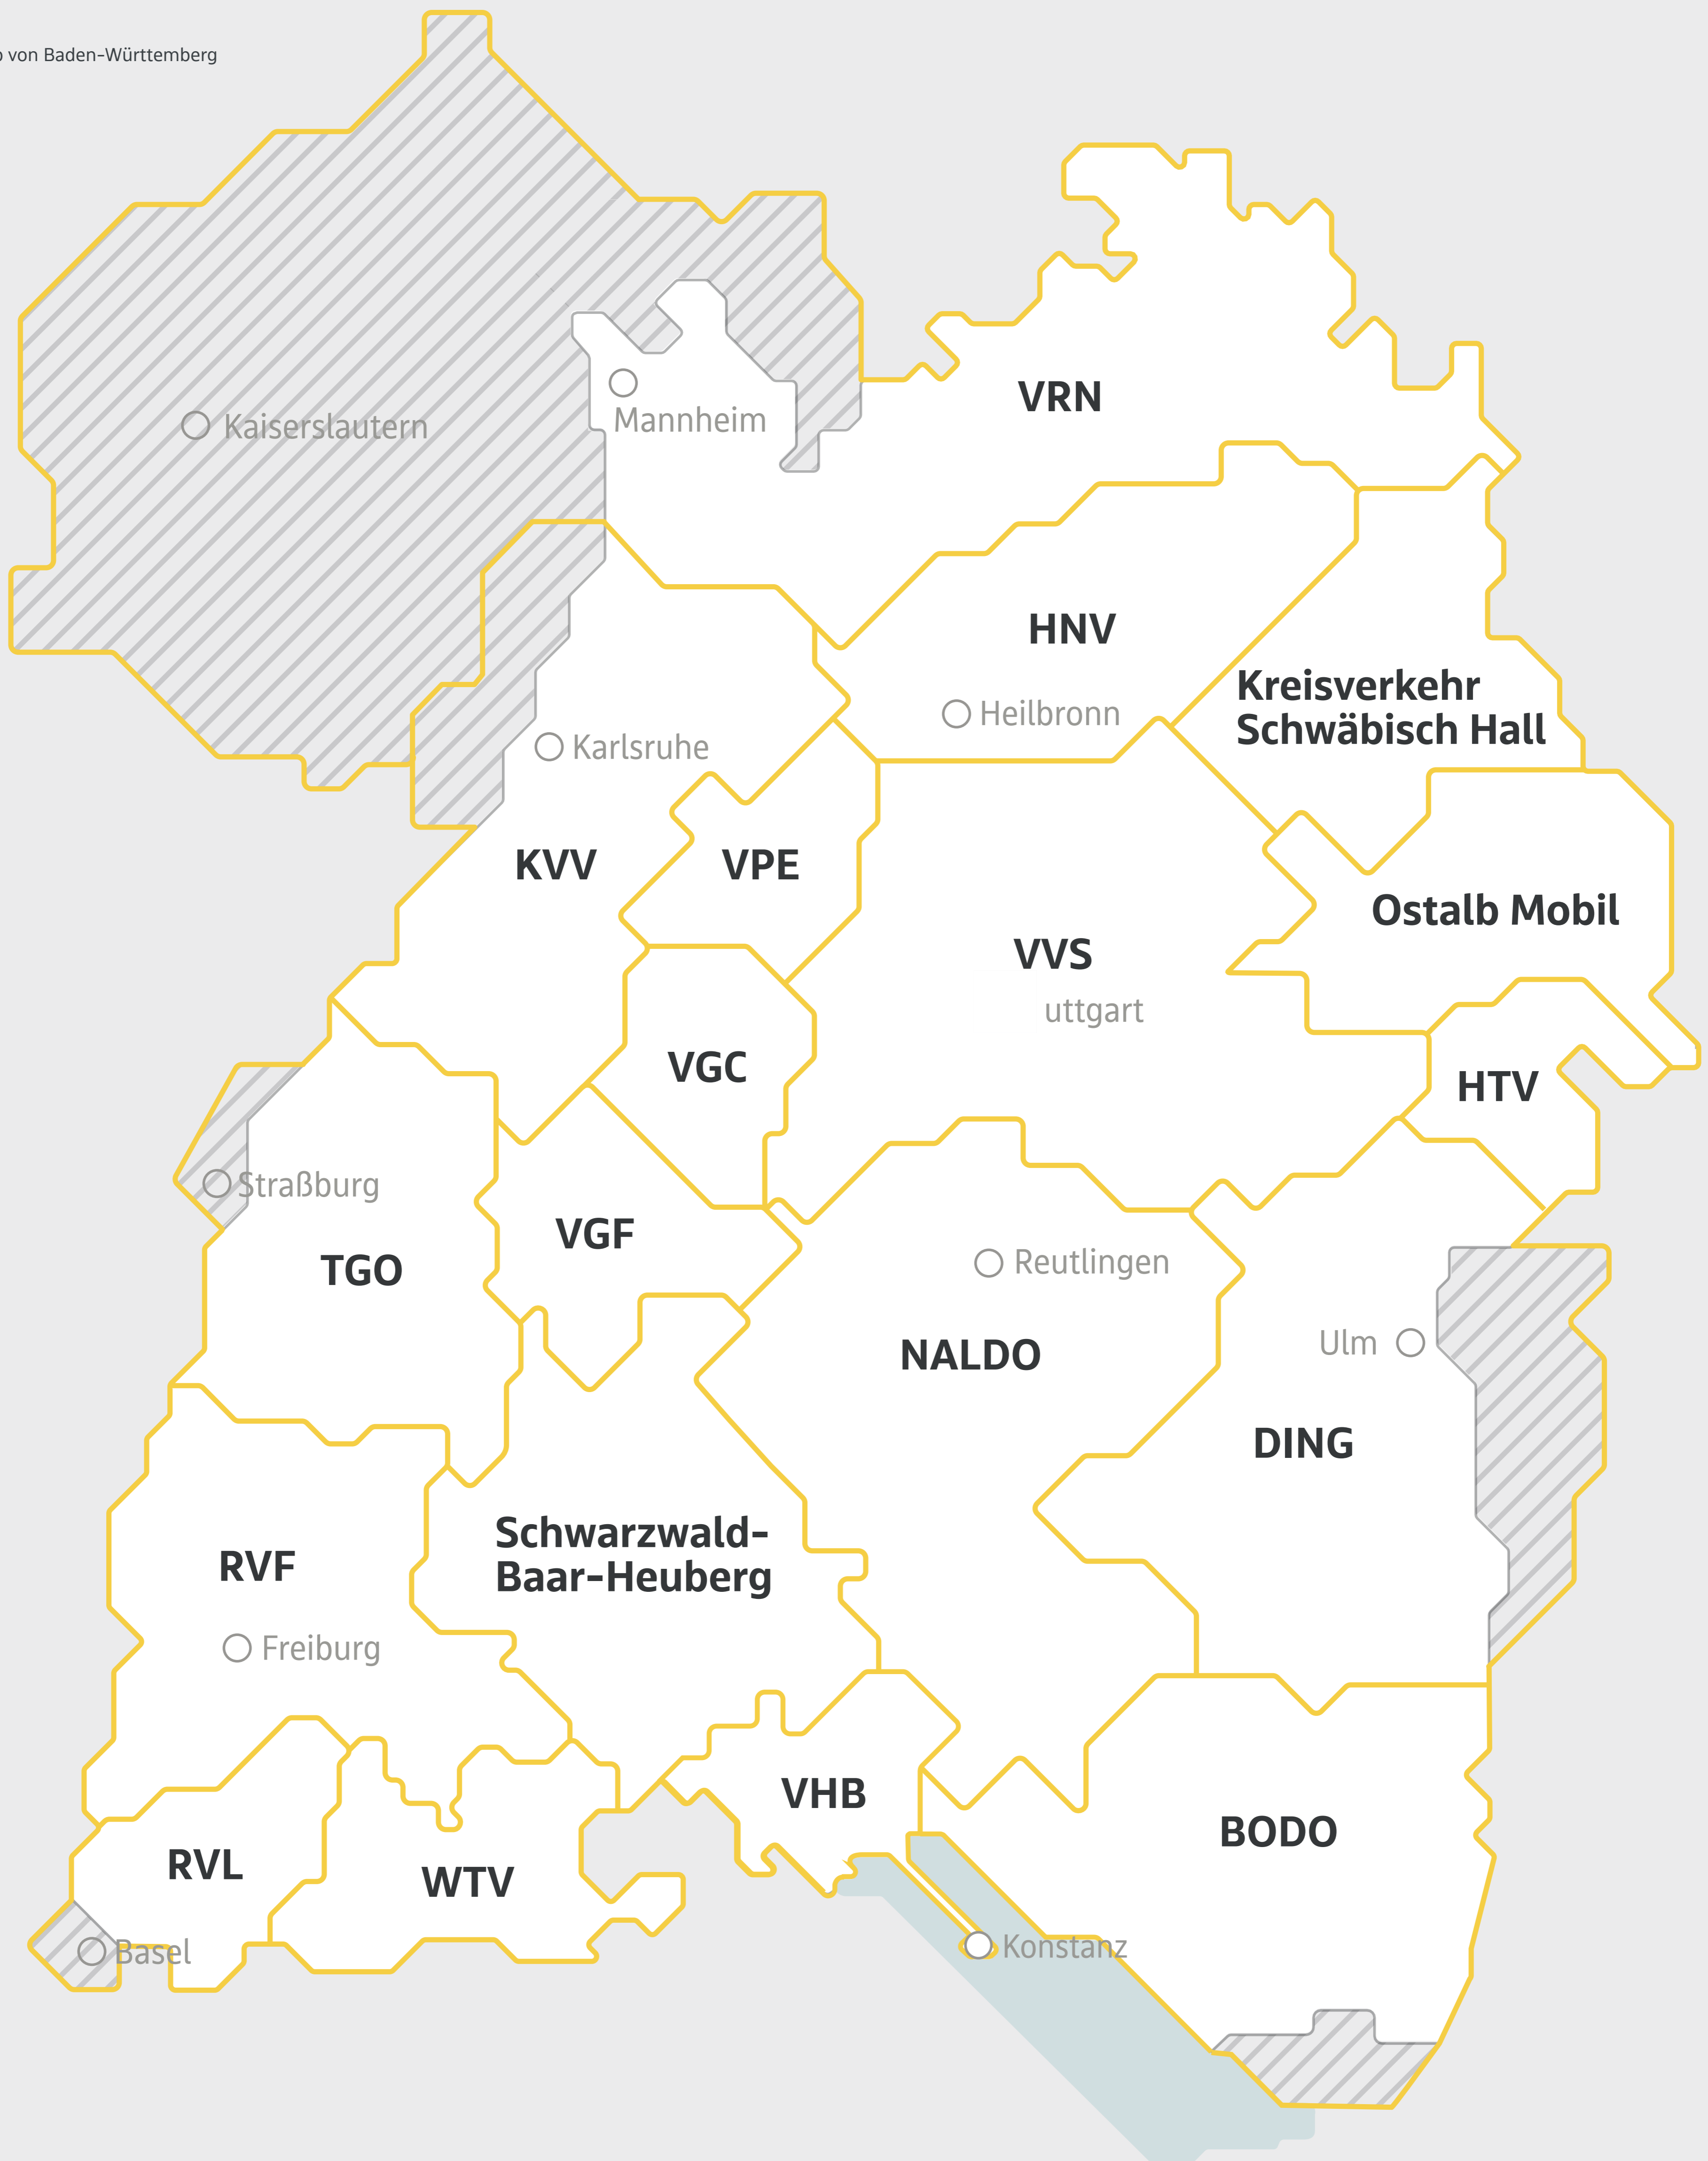 von Baden-Württemberg
Kaiserslautern
Mannheim
VRN
HNV
Heilbronn
Kreisverkehr
Schwäbisch Hall
Karlsruhe
KVV
VPE
Ostalb Mobil
VVS
uttgart
VGC
HTV
Straßburg
TGO
VGF
Reutlingen
NALDO
Ulm
DING
Schwarzwald-
Baar-Heuberg
RVF
Freiburg
VHB
BODO
RVL
WTV
Basel
Konstanz